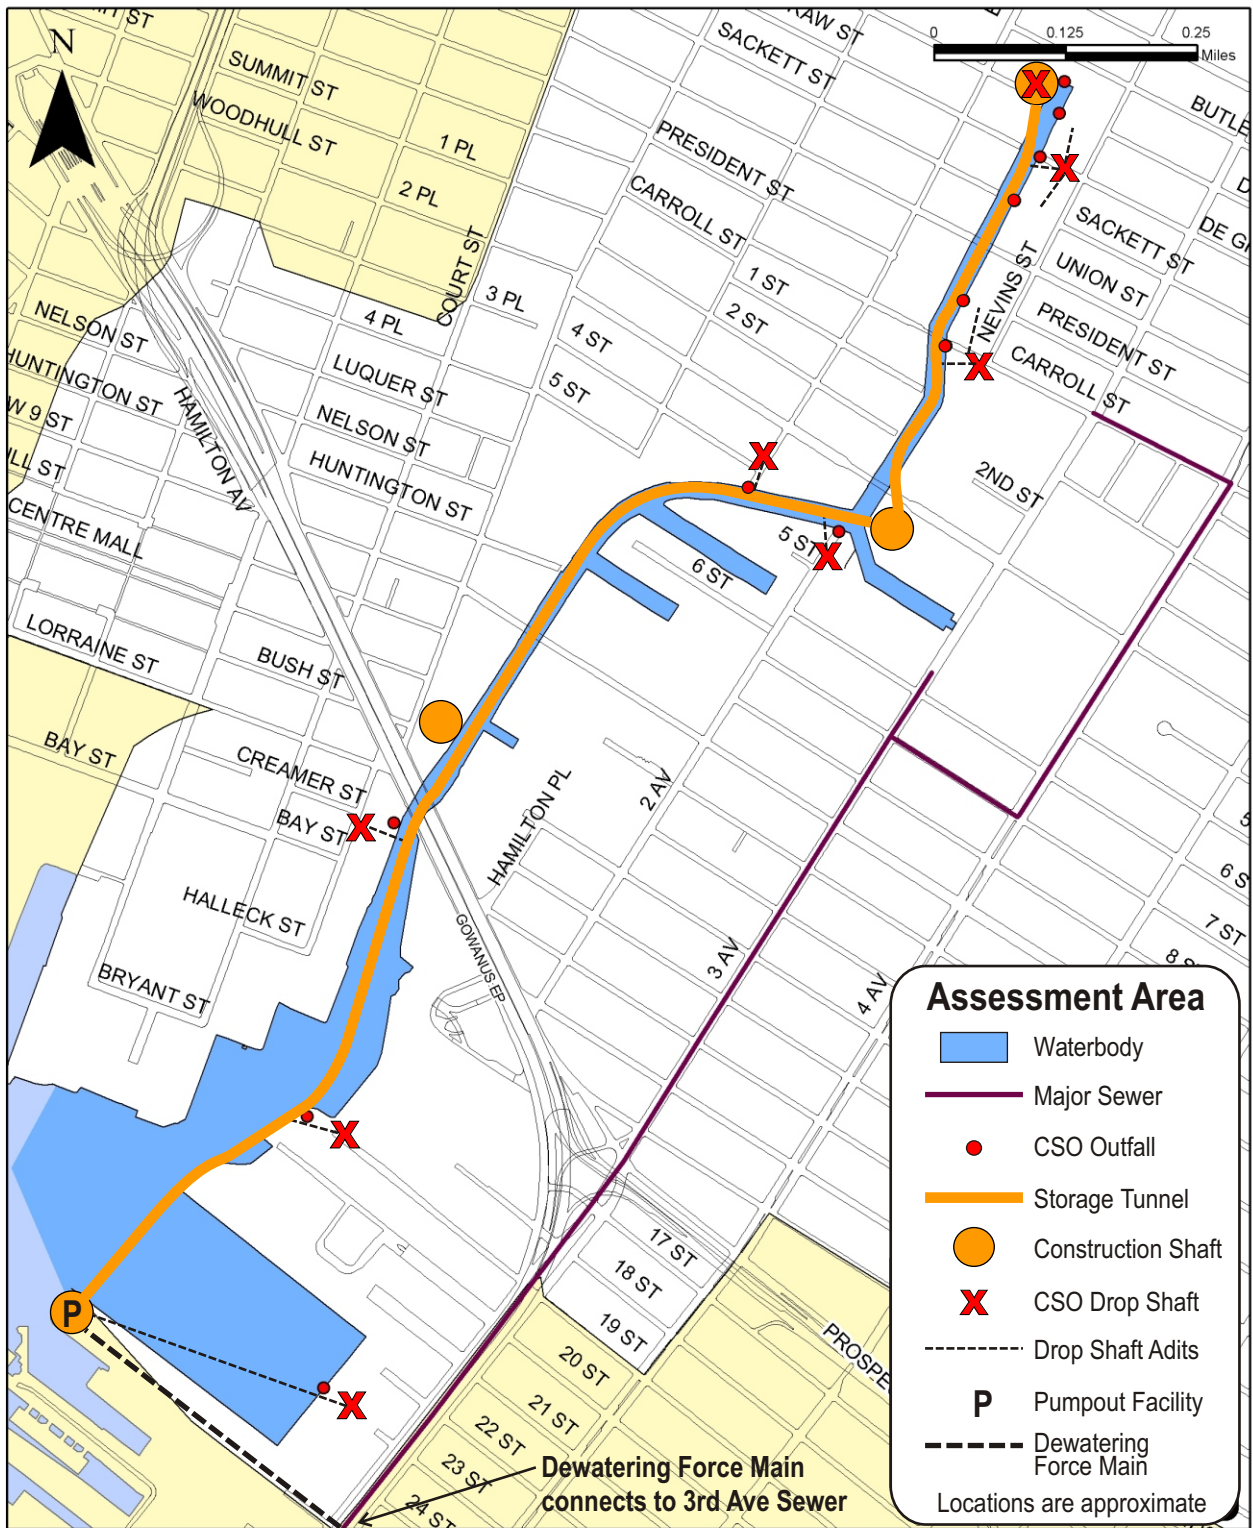 N
0 0.125 0.25
Miles
SUMMIT ST
WOODHULL ST
1 PL
2 PL
COURT ST
3 PL
4 PL
SACKETT ST
PRESIDENT ST
CARROLL ST
1 ST
2 ST
4 ST
5 ST
NELSON ST
HUNTINGTON ST
W 9 ST
CENTRE MALL
LORRAINE ST
HAMILTON AV
LUQUER ST
NELSON ST
HUNTINGTON ST
BUSH ST
BAY ST
CREAMER ST
BAY ST
HALLECK ST
BRYANT ST
NEVINS ST
SACKETT ST
UNION ST
PRESIDENT ST
CARROLL ST
2ND ST
5 ST
6 ST
HAMILTON PL
2 AV
3 AV
4 AV
GOWANUS EP
7 ST
17 ST
18 ST
19 ST
20 ST
21 ST
22 ST
23 ST
24 ST
P
Dewatering Force Main
connects to 3rd Ave Sewer
Assessment Area
Waterbody
Major Sewer
CSO Outfall
Storage Tunnel
Construction Shaft
X CSO Drop Shaft
Drop Shaft Adits
P Pumpout Facility
Dewatering
Force Main
Locations are approximate